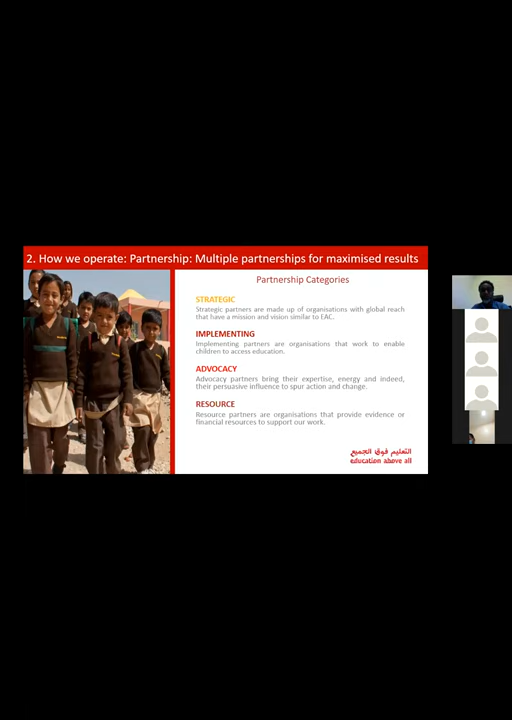 2. How we operate: Partnership: Multiple partnerships for maximised results
Partnership Categories
STRATEGIC
Strategic partners are made up of organisations with global reach
that have a mission and vision similar to EAC.
IMPLEMENTING
Implementing partners are organisations that work to enable
children to access education.
ADVOCACY
Advocacy partners bring their expertise, energy and indeed,
their persuasive influence to spur action and change.
RESOURCE
Resource partners are organisations that provide evidence or
financial resources to support our work.
التعليم فوق الجميع
education above all